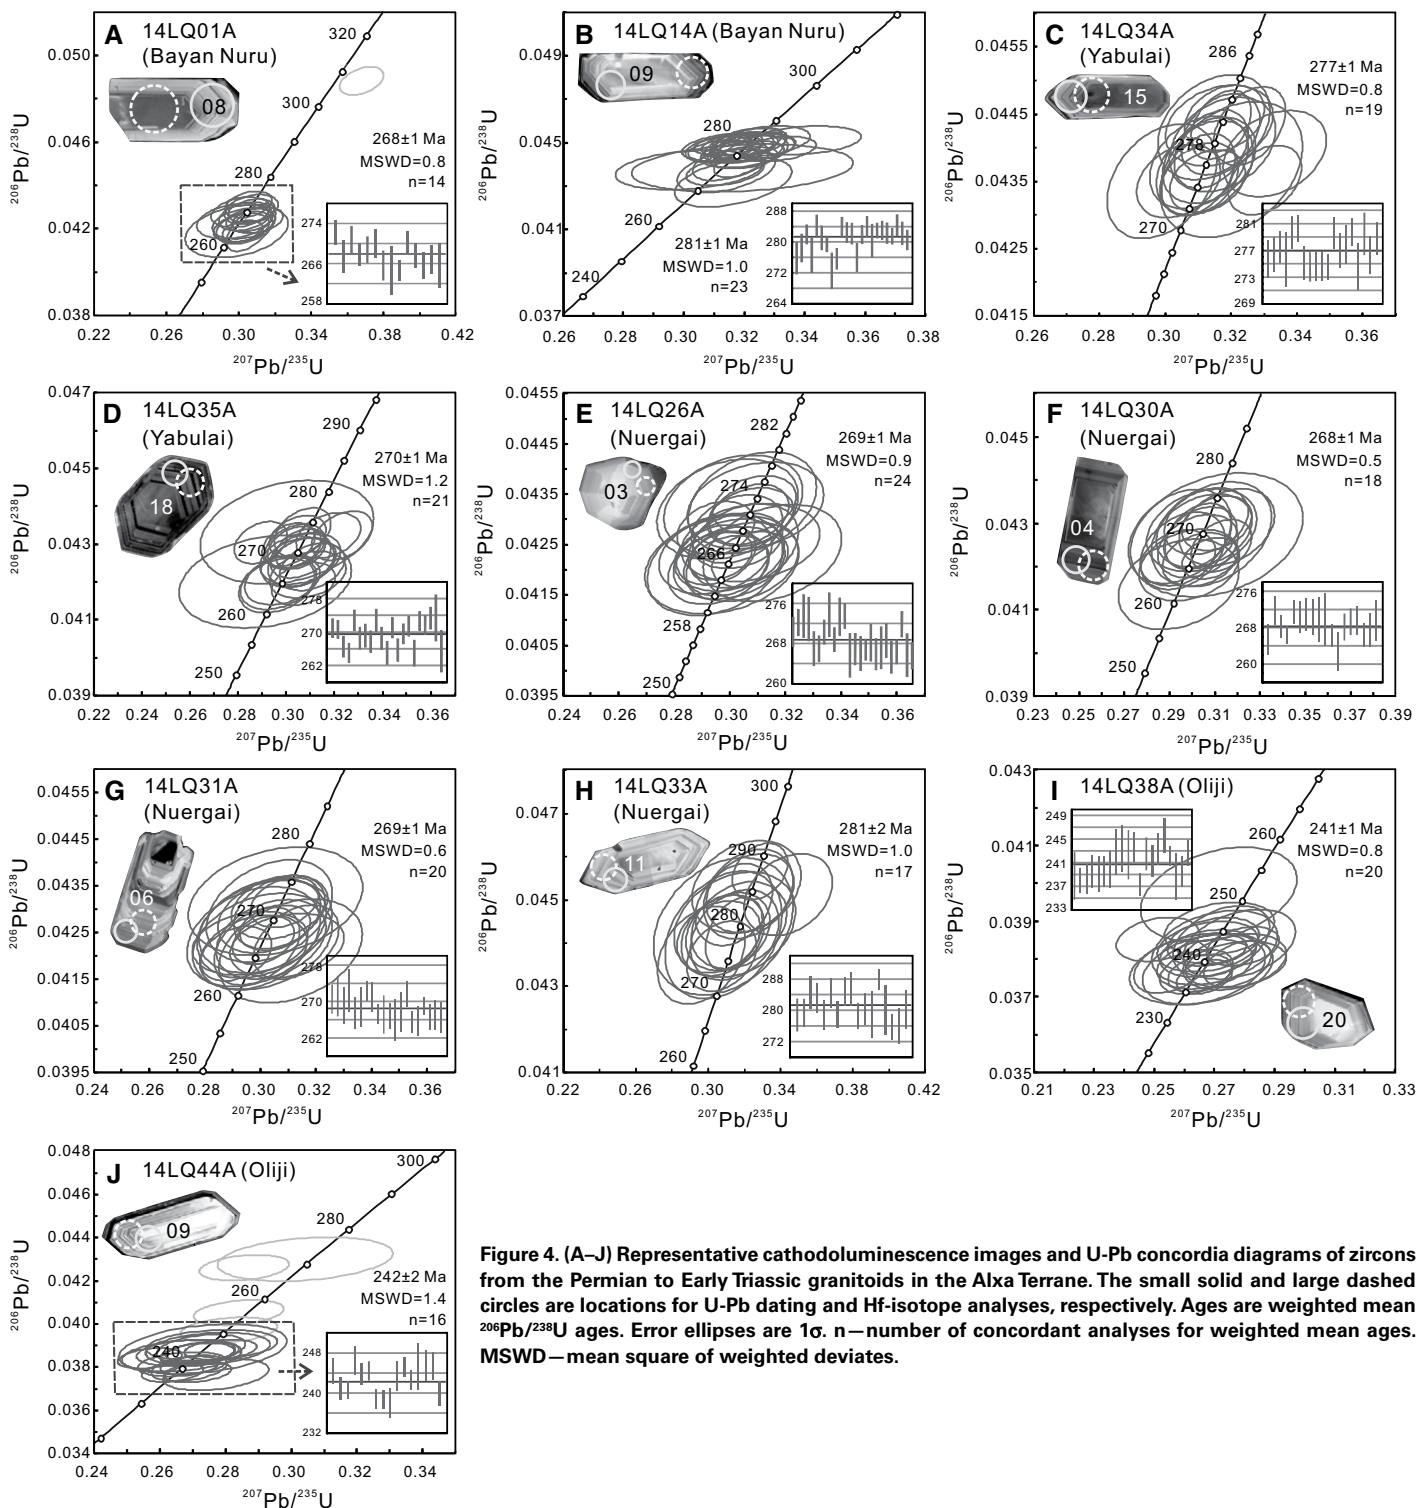 A 14LQ01A
(Bayan Nuru)
08
268±1 Ma
MSWD=0.8
n=14
320
300
280
260
274
266
258
0.050
0.046
0.042
0.038
0.22 0.26 0.30 0.34 0.38 0.42
²⁰⁶Pb/²³⁸U
²⁰⁷Pb/²³⁵U
B 14LQ14A (Bayan Nuru)
09
300
280
260
240
281±1 Ma
MSWD=1.0
n=23
288
280
272
264
0.049
0.045
0.041
0.037
0.26 0.28 0.30 0.32 0.34 0.36 0.38
²⁰⁶Pb/²³⁸U
²⁰⁷Pb/²³⁵U
C 14LQ34A
(Yabulai)
15
286
278
270
277±1 Ma
MSWD=0.8
n=19
281
277
273
269
0.0455
0.0445
0.0435
0.0425
0.0415
0.26 0.28 0.30 0.32 0.34 0.36
²⁰⁶Pb/²³⁸U
²⁰⁷Pb/²³⁵U
D 14LQ35A
(Yabulai)
18
290
280
270
260
250
270±1 Ma
MSWD=1.2
n=21
278
270
262
0.047
0.045
0.043
0.041
0.039
0.22 0.24 0.26 0.28 0.30 0.32 0.34 0.36
²⁰⁶Pb/²³⁸U
²⁰⁷Pb/²³⁵U
E 14LQ26A
(Nuergai)
03
282
274
266
258
250
269±1 Ma
MSWD=0.9
n=24
276
268
260
0.0455
0.0445
0.0435
0.0425
0.0415
0.0405
0.0395
0.24 0.26 0.28 0.30 0.32 0.34 0.36
²⁰⁶Pb/²³⁸U
²⁰⁷Pb/²³⁵U
F 14LQ30A
(Nuergai)
04
280
270
260
250
268±1 Ma
MSWD=0.5
n=18
276
268
260
0.045
0.043
0.041
0.039
0.23 0.25 0.27 0.29 0.31 0.33 0.35 0.37 0.39
²⁰⁶Pb/²³⁸U
²⁰⁷Pb/²³⁵U
G 14LQ31A
(Nuergai)
06
280
270
260
250
269±1 Ma
MSWD=0.6
n=20
278
270
262
0.0455
0.0445
0.0435
0.0425
0.0415
0.0405
0.0395
0.24 0.26 0.28 0.30 0.32 0.34 0.36
²⁰⁶Pb/²³⁸U
²⁰⁷Pb/²³⁵U
H 14LQ33A
(Nuergai)
11
300
290
280
270
260
281±2 Ma
MSWD=1.0
n=17
288
280
272
0.047
0.045
0.043
0.041
0.22 0.26 0.30 0.34 0.38 0.42
²⁰⁶Pb/²³⁸U
²⁰⁷Pb/²³⁵U
I 14LQ38A (Oliji)
20
260
250
240
230
241±1 Ma
MSWD=0.8
n=20
249
245
241
237
233
0.043
0.041
0.039
0.037
0.035
0.21 0.23 0.25 0.27 0.29 0.31 0.33
²⁰⁶Pb/²³⁸U
²⁰⁷Pb/²³⁵U
J 14LQ44A (Oliji)
09
300
280
260
240
242±2 Ma
MSWD=1.4
n=16
248
240
232
0.048
0.046
0.044
0.042
0.040
0.038
0.036
0.034
0.24 0.26 0.28 0.30 0.32 0.34
²⁰⁶Pb/²³⁸U
²⁰⁷Pb/²³⁵U
Figure 4. (A–J) Representative cathodoluminescence images and U-Pb concordia diagrams of zircons
from the Permian to Early Triassic granitoids in the Alxa Terrane. The small solid and large dashed
circles are locations for U-Pb dating and Hf-isotope analyses, respectively. Ages are weighted mean
²⁰⁶Pb/²³⁸U ages. Error ellipses are 1σ. n—number of concordant analyses for weighted mean ages.
MSWD—mean square of weighted deviates.